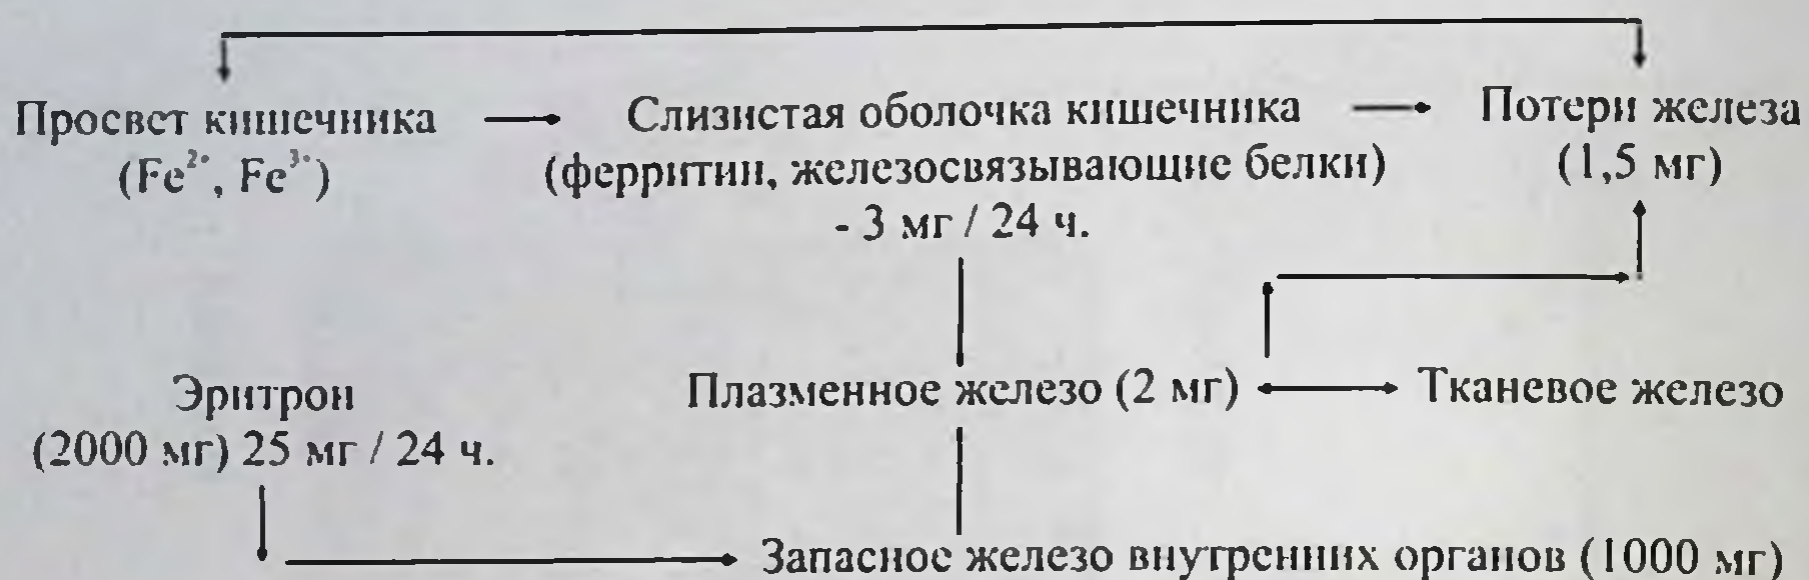 Просвет кишечника
(Fe²⁺, Fe³⁺)
Слизистая оболочка кишечника
(ферритин, железосвязывающие белки)
- 3 мг / 24 ч.
Потери железа
(1,5 мг)
Эритрон
(2000 мг) 25 мг / 24 ч.
Плазменное железо (2 мг)
Тканевое железо
Запасное железо внутренних органов (1000 мг)